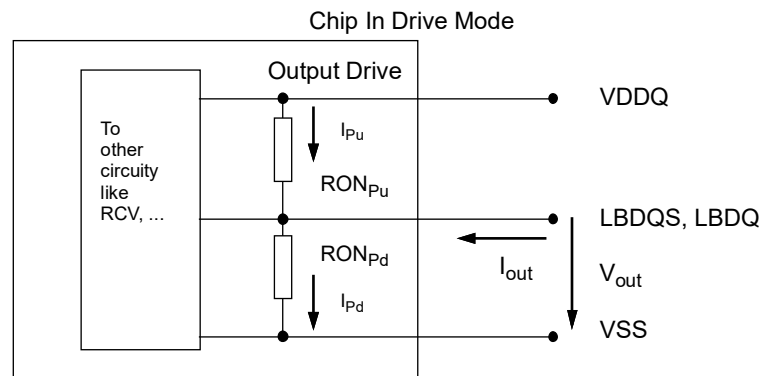 Chip In Drive Mode
Output Drive
VDDQ
To
other
circuity
like
RCV, ...
IPu
RONPu
LBDQS, LBDQ
RONPd
Iout
Vout
IPd
VSS